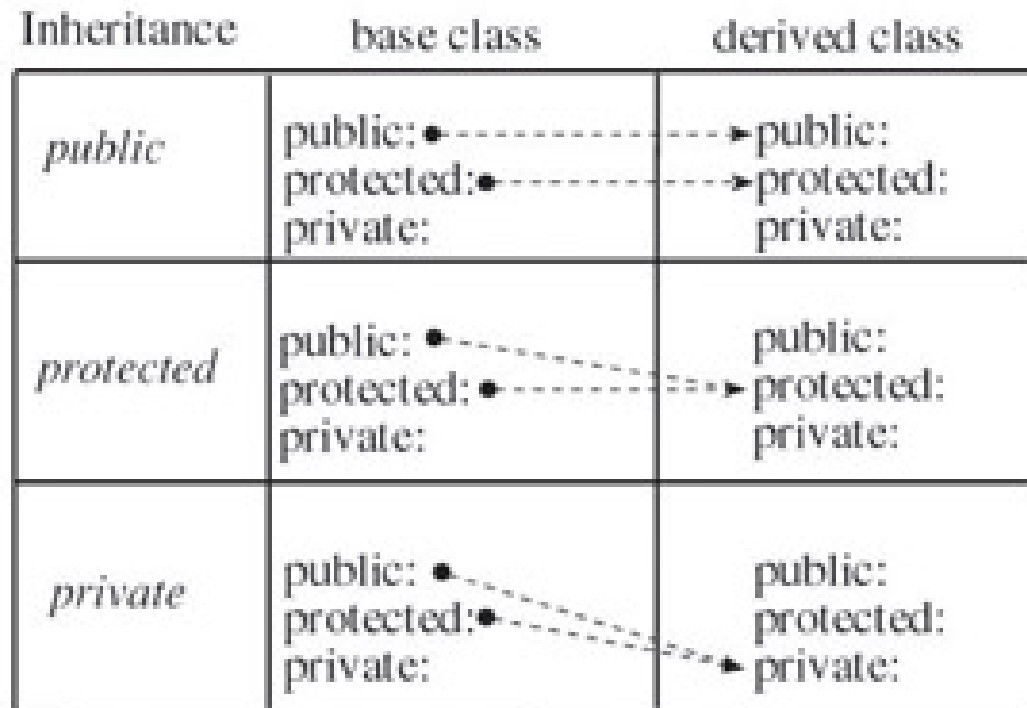 Inheritance base class derived class
public
public: public:
protected: protected:
private: private:
protected
public: public:
protected: protected:
private: private:
private
public: public:
protected: protected:
private: private: